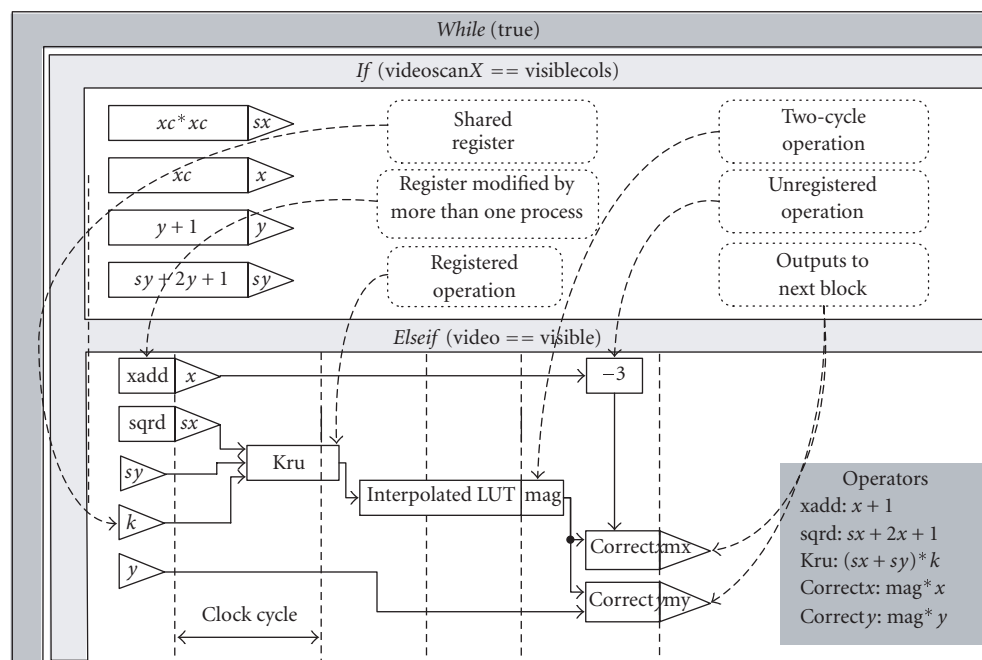 While (true)
If (videoscanX == visiblecols)
xc* xc
sx
xc
x
y + 1
y
sy + 2y + 1
sy
Shared
register
Register modified by
more than one process
Registered
operation
Two-cycle
operation
Unregistered
operation
Outputs to
next block
Elseif (video == visible)
xadd
x
−3
sqrd
sx
sy
Kru
Interpolated LUT
mag
k
Correctx
mx
y
Correcty
my
Clock cycle
Operators
xadd: x + 1
sqrd: sx + 2x + 1
Kru: (sx + sy)* k
Correctx: mag* x
Correcty: mag* y